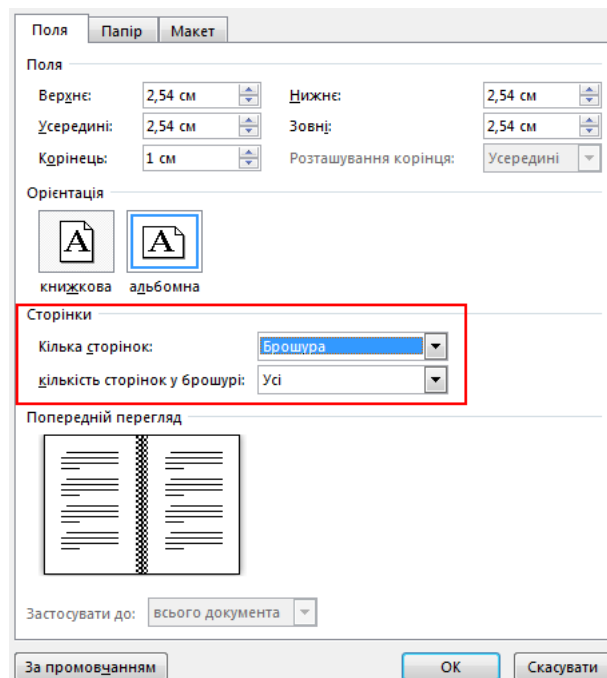 Поля Папір Макет
Поля
Верхнє: 2,54 см Нижнє: 2,54 см
Усередині: 2,54 см Зовні: 2,54 см
Корінець: 1 см Розташування корінця: Усередині
Орієнтація
A A
книжкова альбомна
Сторінки
Кілька сторінок: Брошура
кількість сторінок у брошурі: Усі
Попередній перегляд
Застосувати до: всього документа
За промовчанням ОК Скасувати